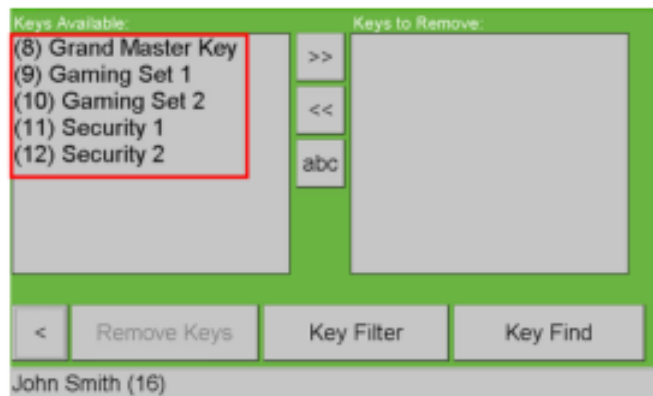 Keys Available:
Keys to Remove:
(8) Grand Master Key
(9) Gaming Set 1
(10) Gaming Set 2
(11) Security 1
(12) Security 2
>>
<<
abc
<
Remove Keys
Key Filter
Key Find
John Smith (16)